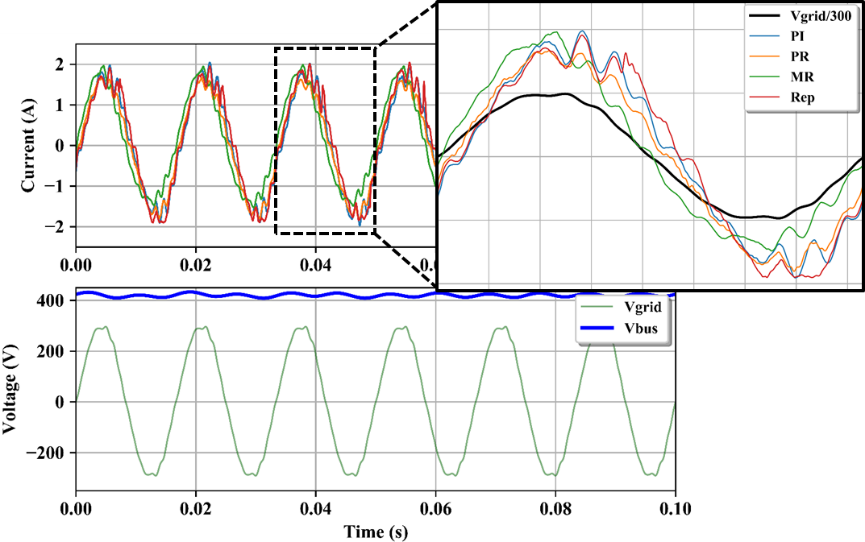 Vgrid/300
PI
PR
MR
Rep
Current (A)
2
1
0
−1
−2
0.00
0.02
0.04
Voltage (V)
400
200
0
−200
Vgrid
Vbus
0.00
0.02
0.04
0.06
0.08
0.10
Time (s)